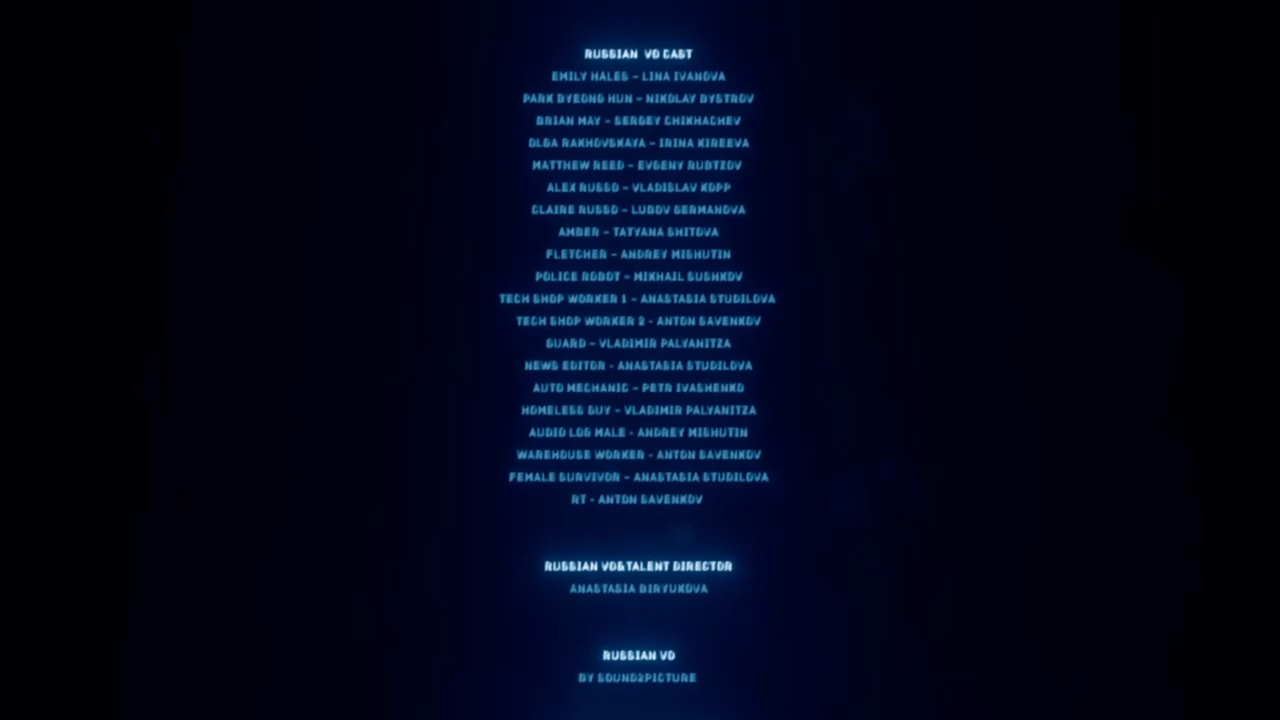 RUSSIAN VO CAST
EMILY HALES - LINA IVANOVA
PARK BYEONG HUN - NIKOLAY BYSTROV
BRIAN MAY - SERGEY CHIKHACHEV
OLGA RAKHOVSKAYA - IRINA KIREEVA
MATTHEW REED - EVGENY RUBTZOV
ALEX RUSSO - VLADISLAV KOPP
CLAIRE RUSSO - LUBOV GERMANOVA
AMBER - TATYANA SHITOVA
FLETCHER - ANDREY MISHUTIN
POLICE ROBOT - MIKHAIL SUSHKOV
TECH SHOP WORKER 1 - ANASTASIA STUDILOVA
TECH SHOP WORKER 2 - ANTON SAVENKOV
GUARD - VLADIMIR PALYANITZA
NEWS EDITOR - ANASTASIA STUDILOVA
AUTO MECHANIC - PETR IVASHENKO
HOMELESS GUY - VLADIMIR PALYANITZA
AUDIO LOG MALE - ANDREY MISHUTIN
WAREHOUSE WORKER - ANTON SAVENKOV
FEMALE SURVIVOR - ANASTASIA STUDILOVA
RT - ANTON SAVENKOV
RUSSIAN VO&TALENT DIRECTOR
ANASTASIA BIRYUKOVA
RUSSIAN VO
BY SOUND2PICTURE